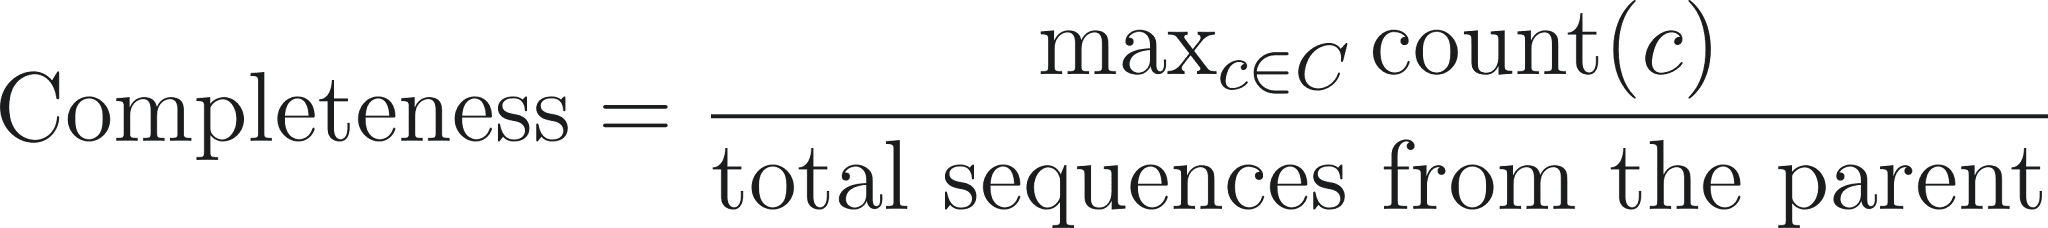 Completeness = max_{c∈C} count(c) / total sequences from the parent